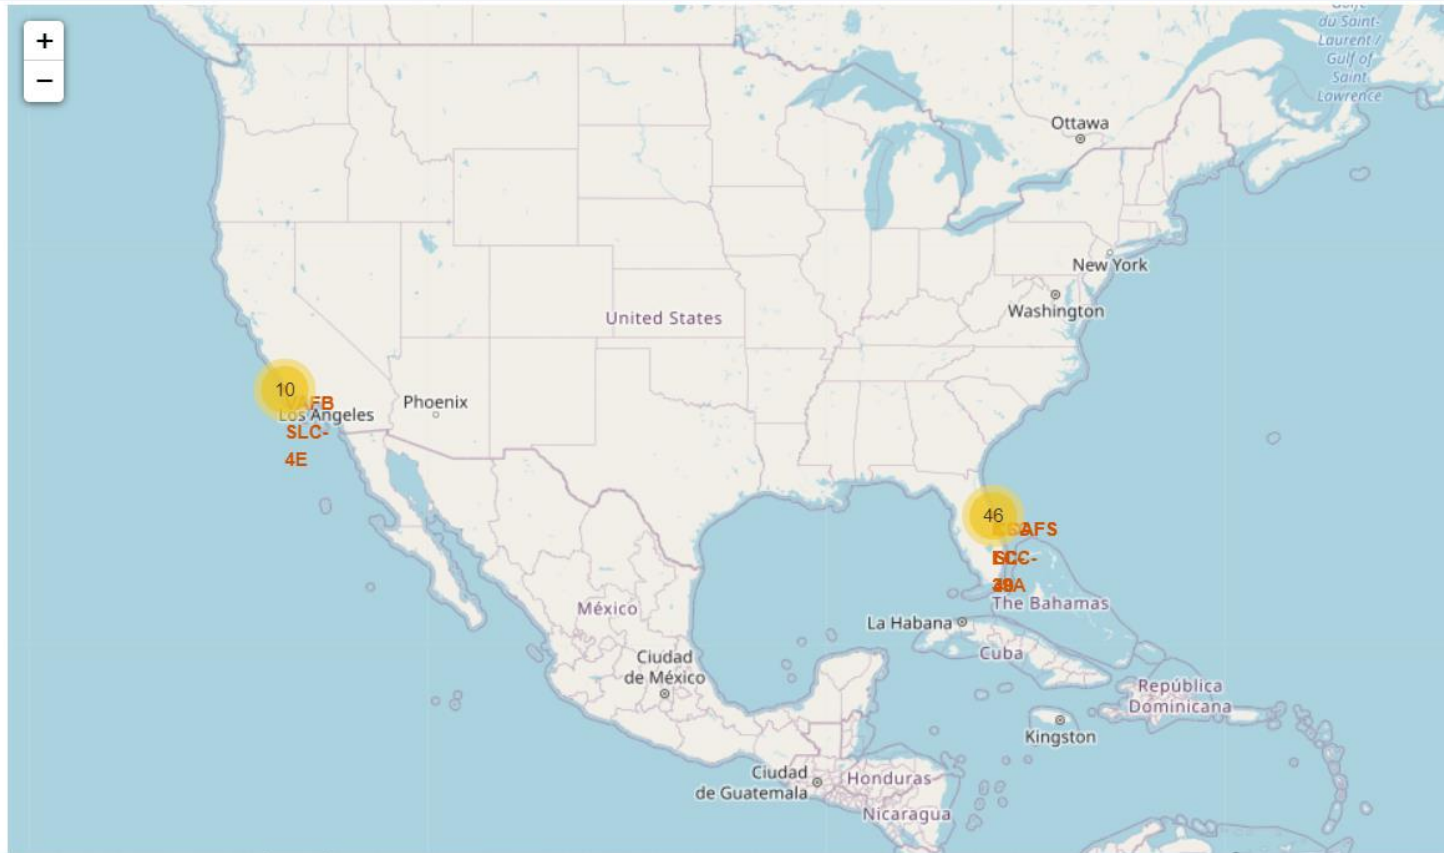 +
−
Golfe
du Saint-
Laurent /
Gulf of
Saint
Lawrence
Ottawa
New York
Washington
United States
10
Phoenix
VAFB
Los Angeles
SLC-
4E
46
The Bahamas
La Habana
México
Cuba
Ciudad
de México
República
Dominicana
Kingston
Ciudad
de Guatemala
Honduras
Nicaragua